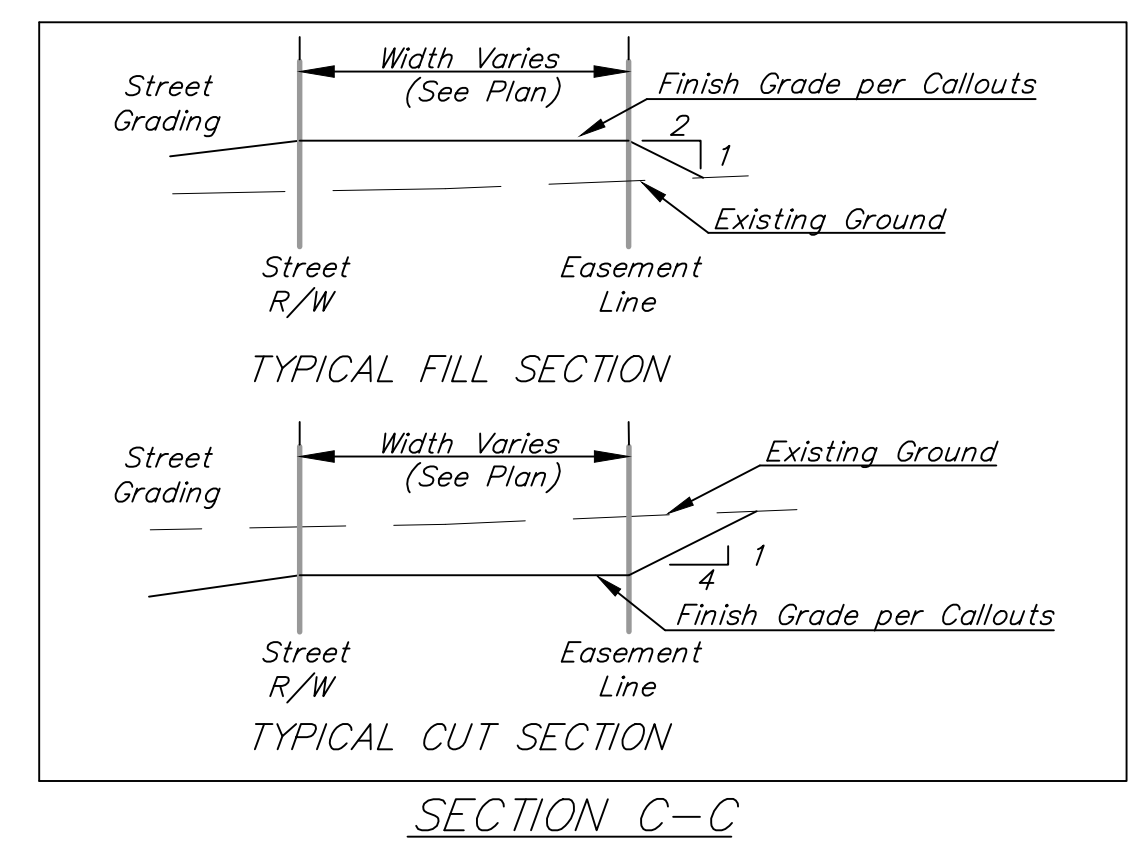 Width Varies
(See Plan)
Street
Grading
Finish Grade per Callouts
2
1
Existing Ground
Street
R/W
Easement
Line
TYPICAL FILL SECTION
Width Varies
(See Plan)
Street
Grading
Existing Ground
1
4
Finish Grade per Callouts
Street
R/W
Easement
Line
TYPICAL CUT SECTION
SECTION C-C